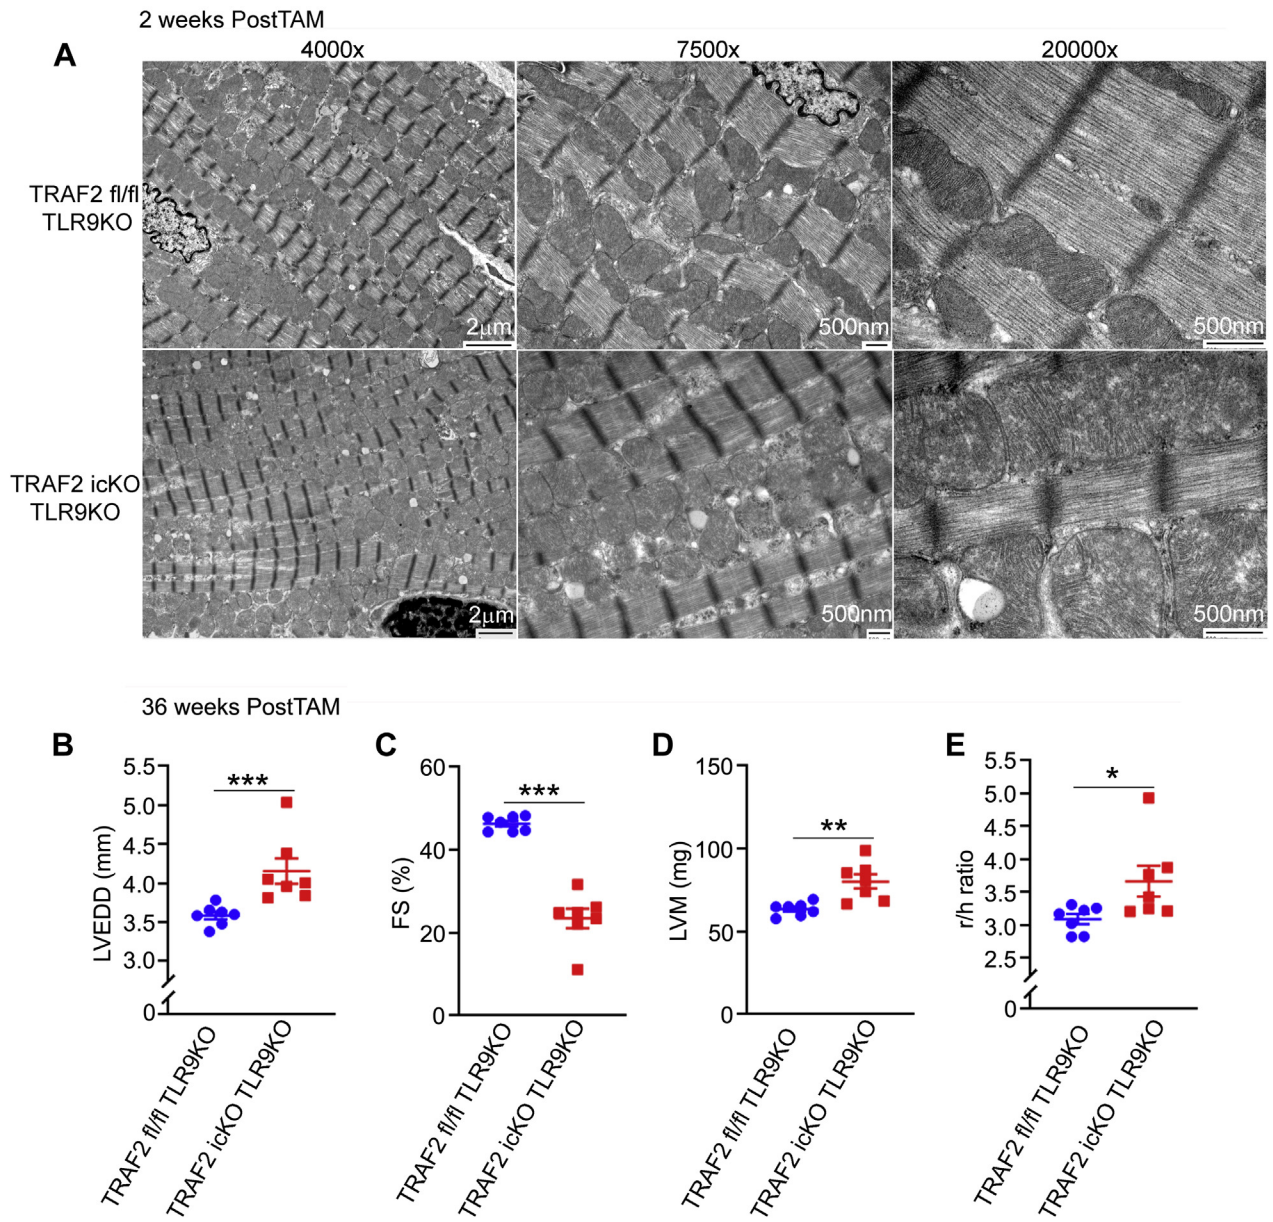 2 weeks PostTAM
A
4000x
7500x
20000x
TRAF2 fl/fl
TLR9KO
2μm
500nm
500nm
TRAF2 icKO
TLR9KO
2μm
500nm
500nm
36 weeks PostTAM
B
LVEDD (mm)
5.5
5.0
4.5
4.0
3.5
3.0
0
***
TRAF2 fl/fl TLR9KO
TRAF2 icKO TLR9KO
C
FS (%)
60
40
20
0
***
TRAF2 fl/fl TLR9KO
TRAF2 icKO TLR9KO
D
LVM (mg)
150
100
50
0
**
TRAF2 fl/fl TLR9KO
TRAF2 icKO TLR9KO
E
r/h ratio
5.5
5.0
4.5
4.0
3.5
3.0
2.5
0
*
TRAF2 fl/fl TLR9KO
TRAF2 icKO TLR9KO